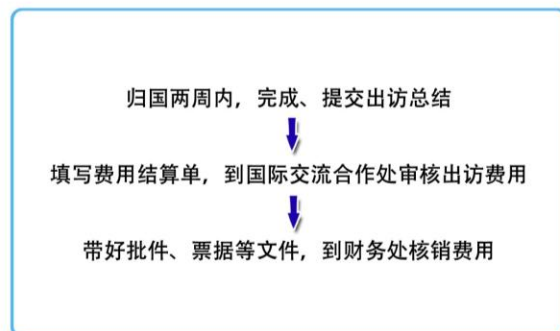 归国两周内，完成、提交出访总结
填写费用结算单，到国际交流合作处审核出访费用
带好批件、票据等文件，到财务处核销费用